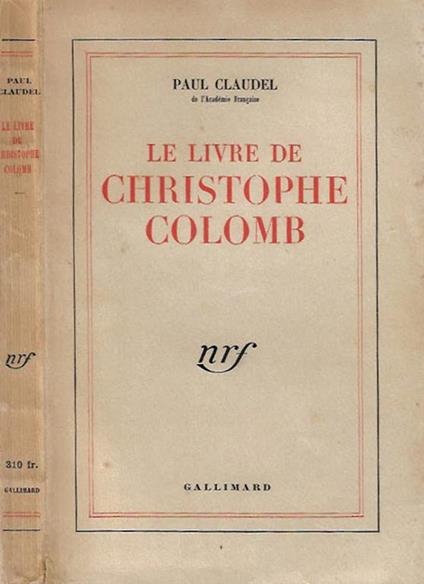 PAUL
CLAUDEL
LE LIVRE
DE
CHRISTOPHE
COLOMB
nrf
310 fr.
GALLIMARD
PAUL CLAUDEL
de l'Académie Française
LE LIVRE DE
CHRISTOPHE
COLOMB
nrf
GALLIMARD